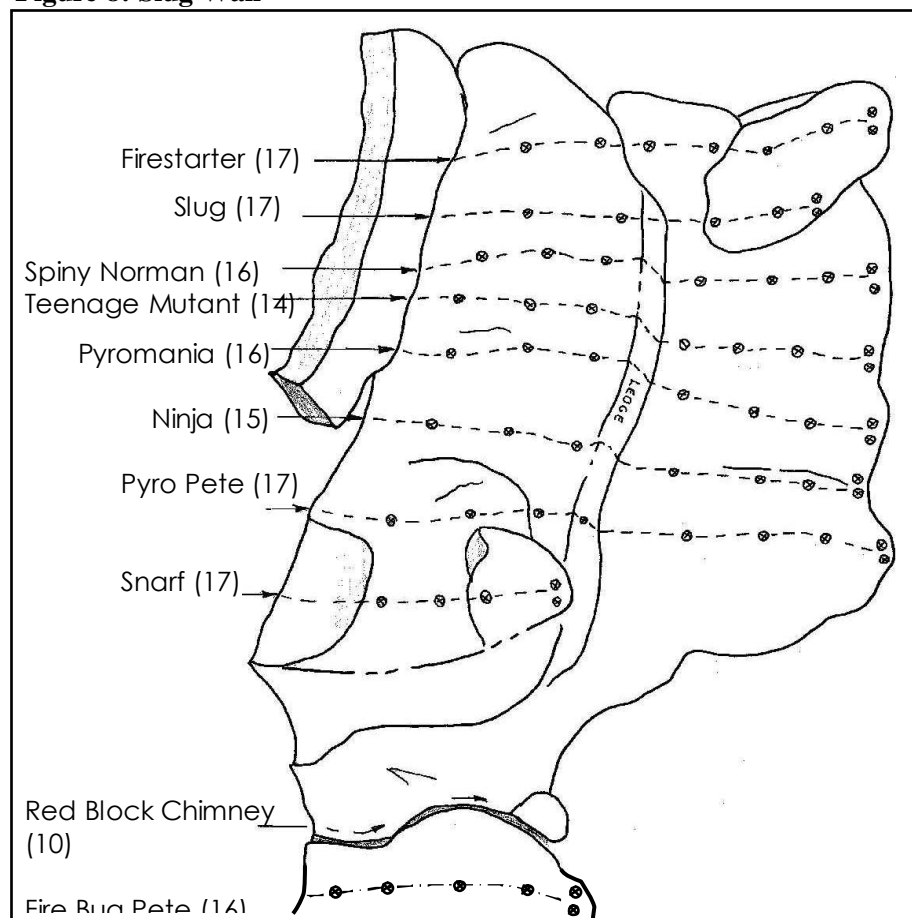 Figure 8. Slug Wall
Firestarter (17)
Slug (17)
Spiny Norman (16)
Teenage Mutant (14)
Pyromania (16)
LEDGE
Ninja (15)
Pyro Pete (17)
Snarf (17)
Red Block Chimney
(10)
Fire Bug Pete (16)